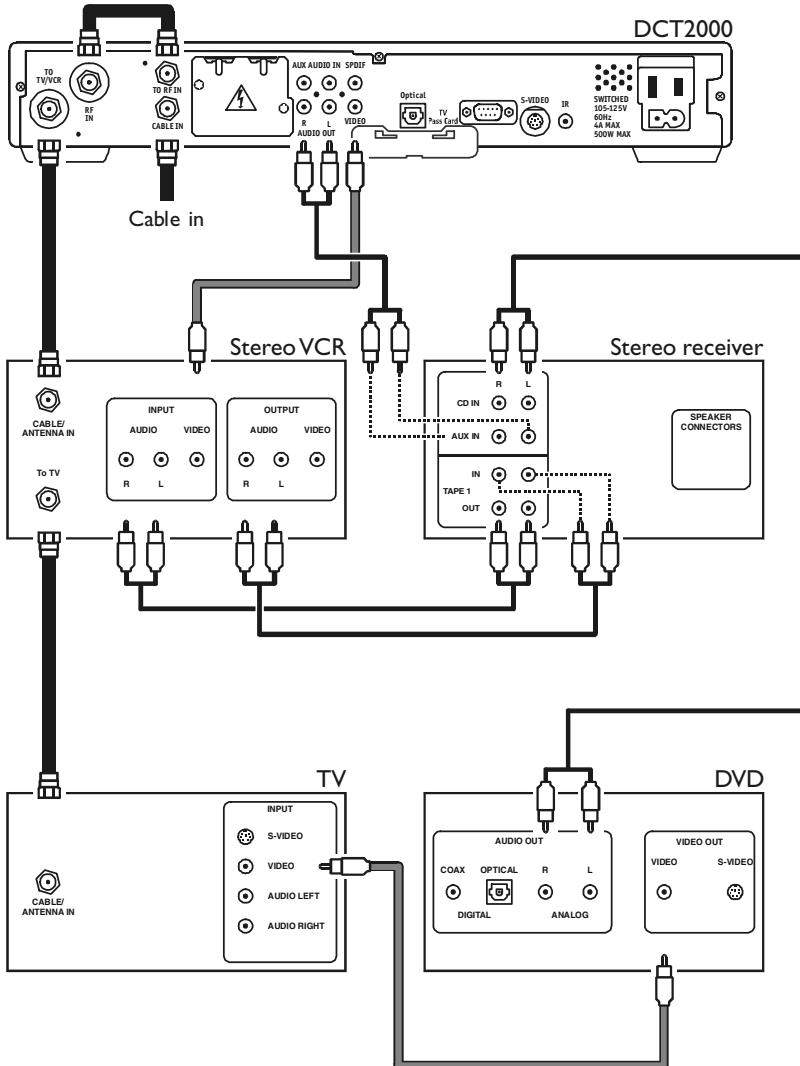 DCT2000
TO
TV/VCR
RF
IN
TO RF IN
CABLE IN
AUX AUDIO IN SPDIF
R L VIDEO
AUDIO OUT
Optical
TV
Pass Card
S-VIDEO
IR
SWITCHED
105-125V
60Hz
4A MAX
500W MAX
Cable in
Stereo VCR
CABLE/
ANTENNA IN
To TV
INPUT
AUDIO VIDEO
R L
OUTPUT
AUDIO VIDEO
R L
Stereo receiver
R L
CD IN
AUX IN
IN
TAPE 1
OUT
SPEAKER
CONNECTORS
TV
CABLE/
ANTENNA IN
INPUT
S-VIDEO
VIDEO
AUDIO LEFT
AUDIO RIGHT
DVD
AUDIO OUT
COAX OPTICAL R L
DIGITAL ANALOG
VIDEO OUT
VIDEO S-VIDEO